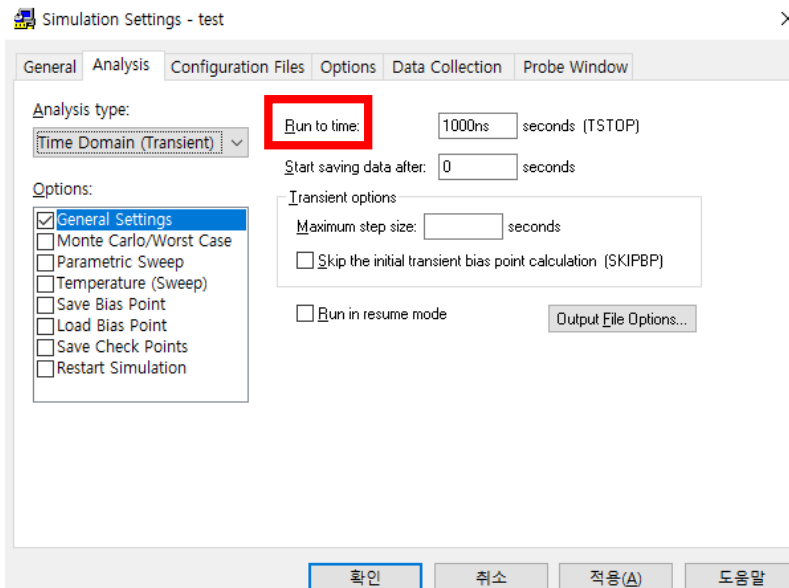 Simulation Settings - test
General Analysis Configuration Files Options Data Collection Probe Window
Analysis type:
Time Domain (Transient)
Options:
General Settings
Monte Carlo/Worst Case
Parametric Sweep
Temperature (Sweep)
Save Bias Point
Load Bias Point
Save Check Points
Restart Simulation
Run to time: 1000ns seconds (TSTOP)
Start saving data after: 0 seconds
Transient options
Maximum step size: seconds
Skip the initial transient bias point calculation (SKIPBP)
Run in resume mode
Output File Options...
확인 취소 적용(A) 도움말